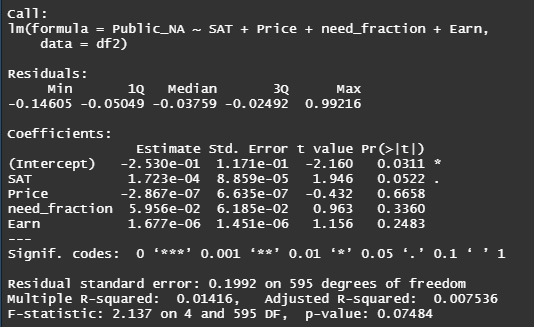 Call:
lm(formula = Public_NA ~ SAT + Price + need_fraction + Earn,
    data = df2)

Residuals:
     Min       1Q   Median       3Q      Max
-0.14605 -0.05049 -0.03759 -0.02492  0.99216

Coefficients:
                Estimate Std. Error t value Pr(>|t|)
(Intercept)   -2.530e-01  1.171e-01  -2.160   0.0311 *
SAT            1.723e-04  8.859e-05   1.946   0.0522 .
Price         -2.867e-07  6.635e-07  -0.432   0.6658
need_fraction  5.956e-02  6.185e-02   0.963   0.3360
Earn           1.677e-06  1.451e-06   1.156   0.2483
---
Signif. codes:  0 ‘***’ 0.001 ‘**’ 0.01 ‘*’ 0.05 ‘.’ 0.1 ‘ ’ 1

Residual standard error: 0.1992 on 595 degrees of freedom
Multiple R-squared:  0.01416,   Adjusted R-squared:  0.007536
F-statistic: 2.137 on 4 and 595 DF,  p-value: 0.07484